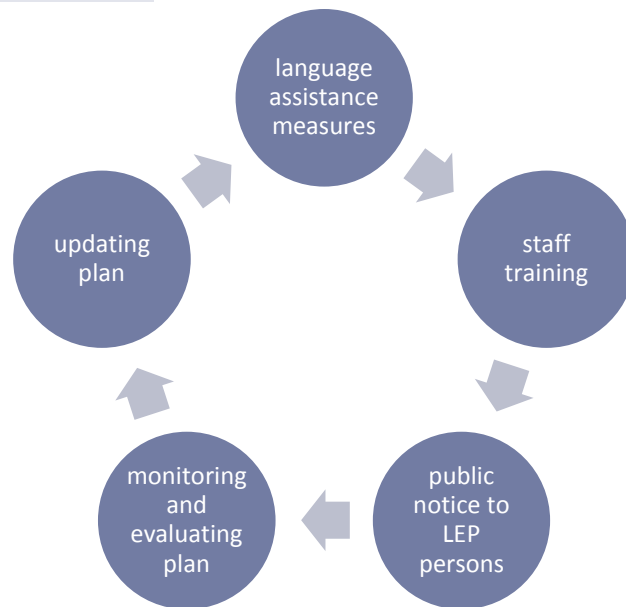 language
assistance
measures
staff
training
public
notice to
LEP
persons
monitoring
and
evaluating
plan
updating
plan